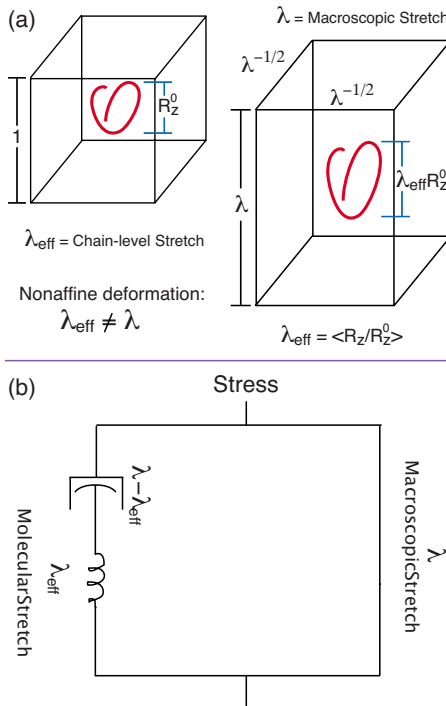 (a)
λ = Macroscopic Stretch
λ^{-1/2}
λ^{-1/2}
R_z^0
1
λ
λ_eff R_z^0
λ_eff = Chain-level Stretch
Nonaffine deformation:
λ_eff ≠ λ
λ_eff = <R_z/R_z^0>
(b)
Stress
λ-λ_eff
λ_eff
MolecularStretch
MacroscopicStretch
λ